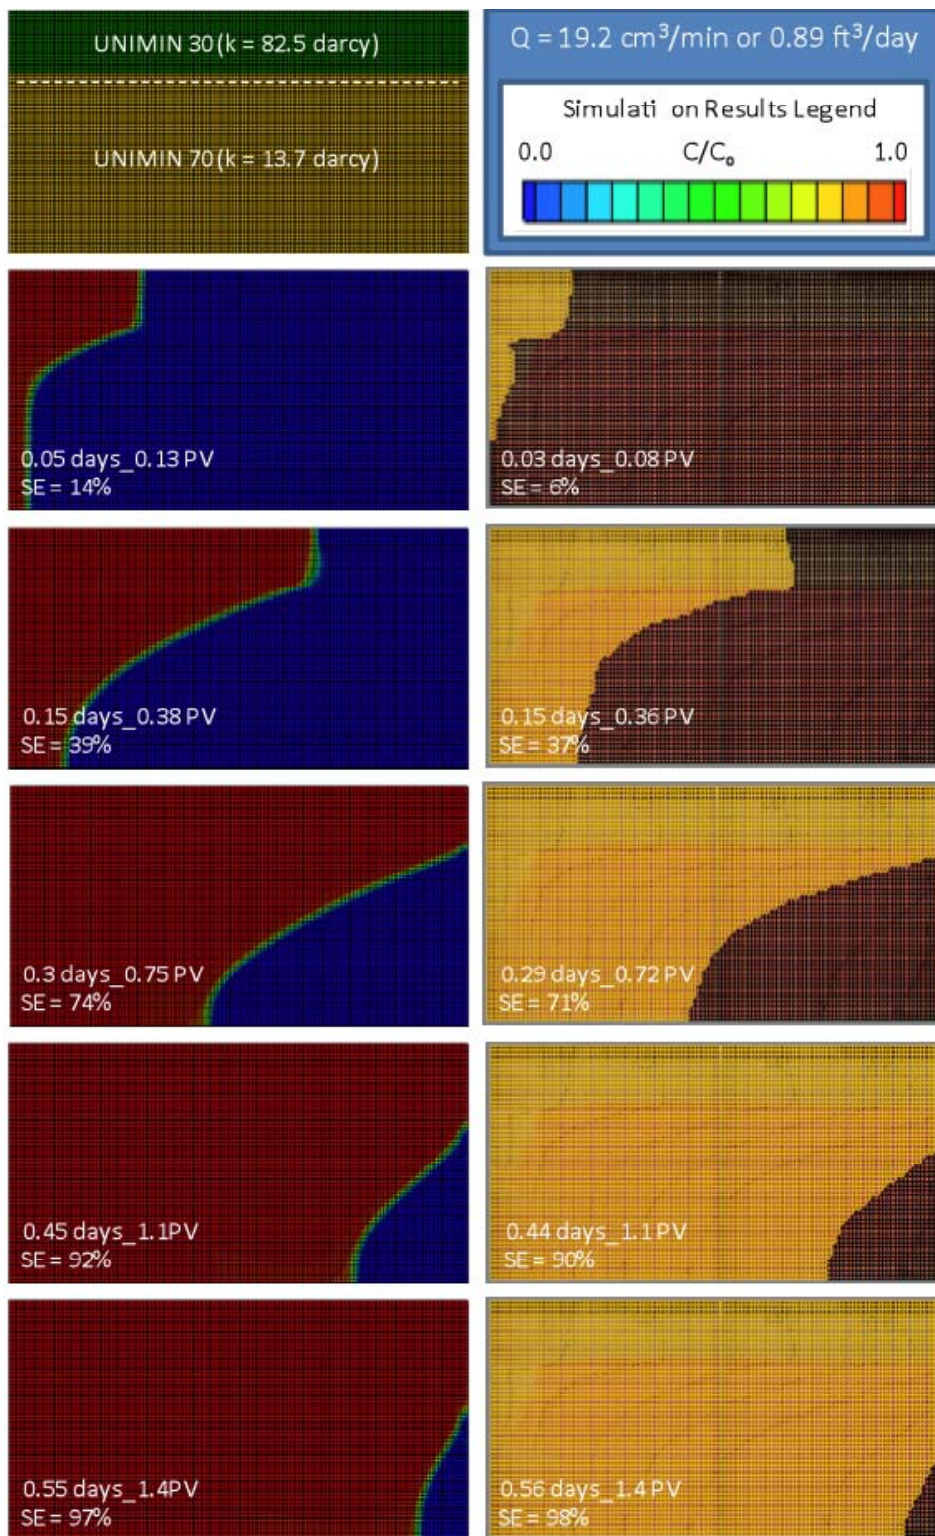 UNIMIN 30 (k = 82.5 darcy)
UNIMIN 70 (k = 13.7 darcy)
Q = 19.2 cm³/min or 0.89 ft³/day
Simulati on Results Legend
0.0 C/C₀ 1.0
0.05 days_0.13 PV
SE = 14%
0.03 days_0.08 PV
SE = 6%
0.15 days_0.38 PV
SE = 39%
0.15 days_0.36 PV
SE = 37%
0.3 days_0.75 PV
SE = 74%
0.29 days_0.72 PV
SE = 71%
0.45 days_1.1PV
SE = 92%
0.44 days_1.1 PV
SE = 90%
0.55 days_1.4PV
SE = 97%
0.56 days_1.4 PV
SE = 98%